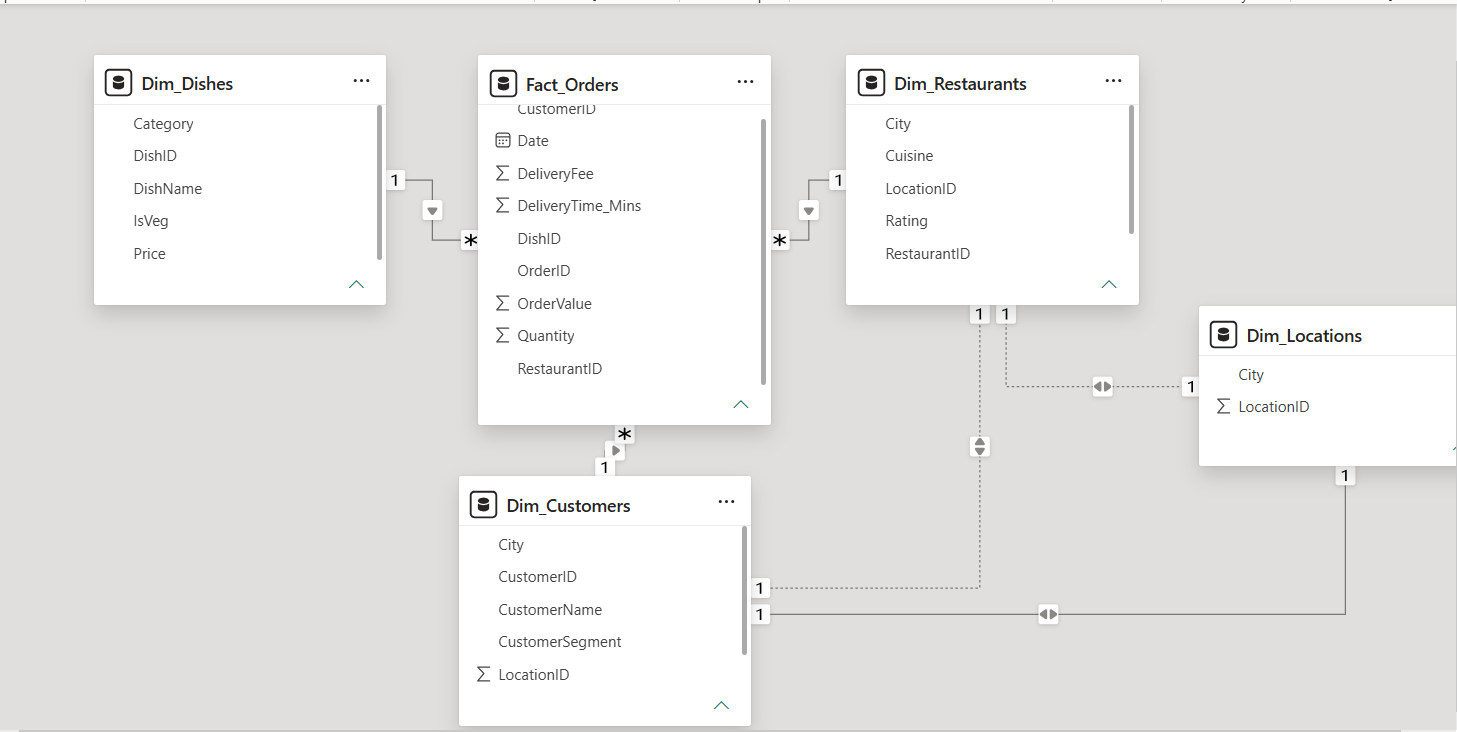 Dim_Dishes
Category
DishID
DishName
IsVeg
Price
Fact_Orders
CustomerID
Date
DeliveryFee
DeliveryTime_Mins
DishID
OrderID
OrderValue
Quantity
RestaurantID
Dim_Restaurants
City
Cuisine
LocationID
Rating
RestaurantID
1
*
*
1
1
1
Dim_Locations
City
LocationID
1
1
*
1
Dim_Customers
City
CustomerID
CustomerName
CustomerSegment
LocationID
1
1